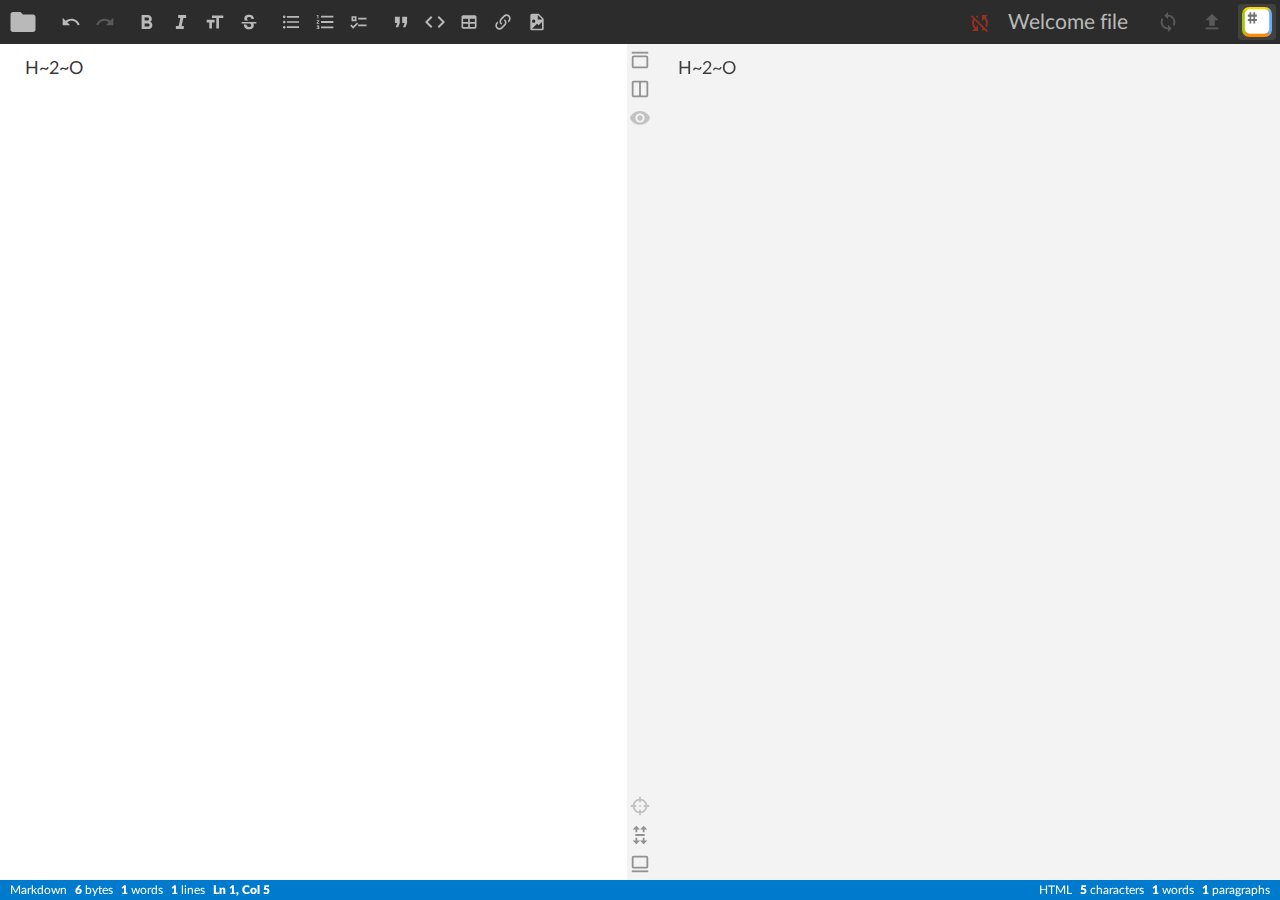 Welcome file
H~2~O
H~2~O
Markdown 6 bytes 1 words 1 lines Ln 1, Col 5
HTML 5 characters 1 words 1 paragraphs